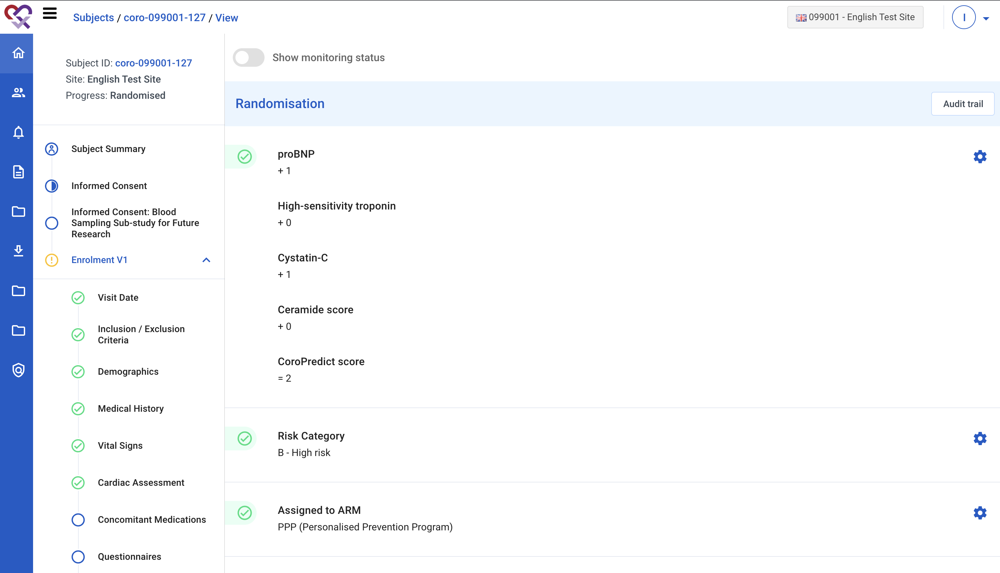 Subjects / coro-099001-127 / View
099001 - English Test Site
I
Subject ID: coro-099001-127
Site: English Test Site
Progress: Randomised
Subject Summary
Informed Consent
Informed Consent: Blood
Sampling Sub-study for Future
Research
Enrolment V1
Visit Date
Inclusion / Exclusion
Criteria
Demographics
Medical History
Vital Signs
Cardiac Assessment
Concomitant Medications
Questionnaires
Show monitoring status
Randomisation
Audit trail
proBNP
+ 1
High-sensitivity troponin
+ 0
Cystatin-C
+ 1
Ceramide score
+ 0
CoroPredict score
= 2
Risk Category
B - High risk
Assigned to ARM
PPP (Personalised Prevention Program)